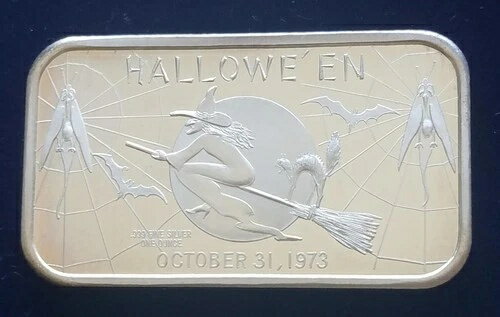 HALLOWE'EN
.999 FINE SILVER
ONE OUNCE
OCTOBER 31, 1973